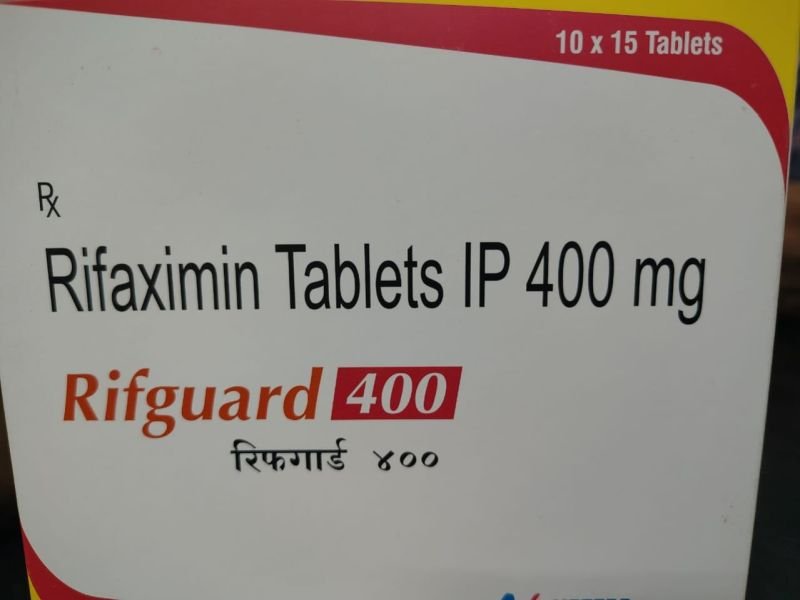 10 x 15 Tablets
Rx
Rifaximin Tablets IP 400 mg
Rifguard 400
रिफगार्ड ४००